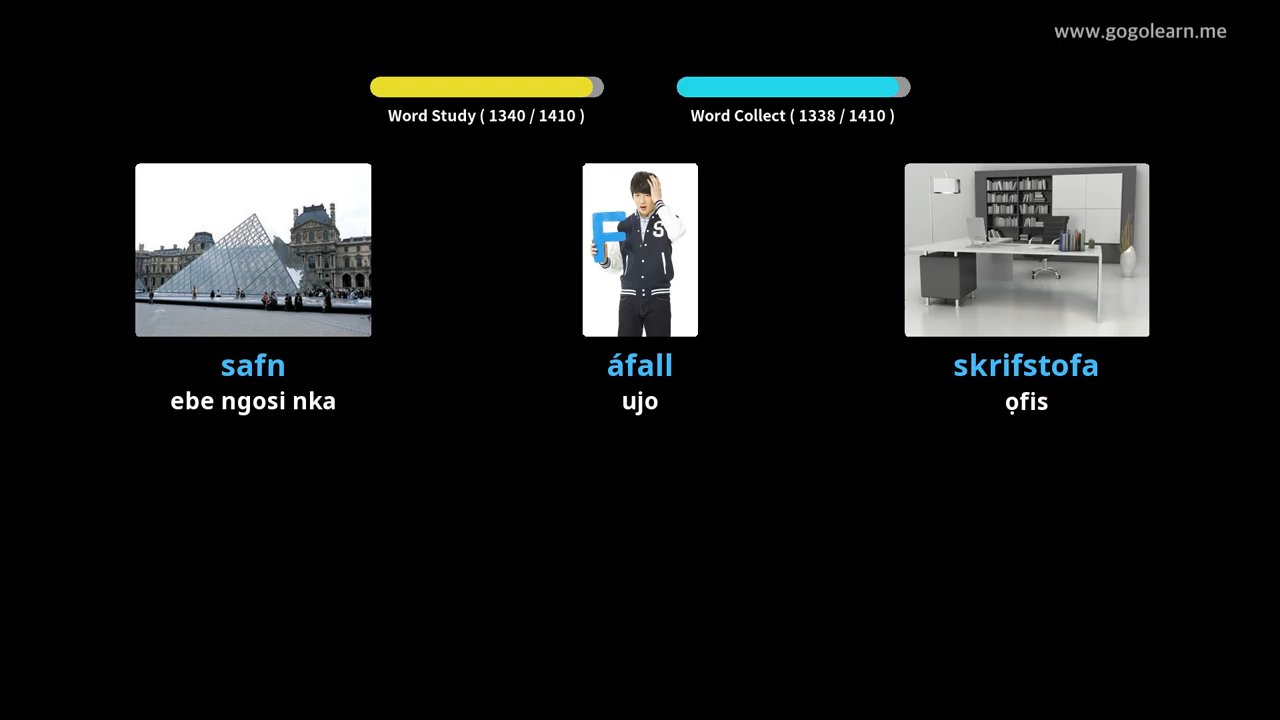 www.gogolearn.me
Word Study ( 1340 / 1410 )
Word Collect ( 1338 / 1410 )
F
S
safn
áfall
skrifstofa
ebe ngosi nka
ujo
ọfis